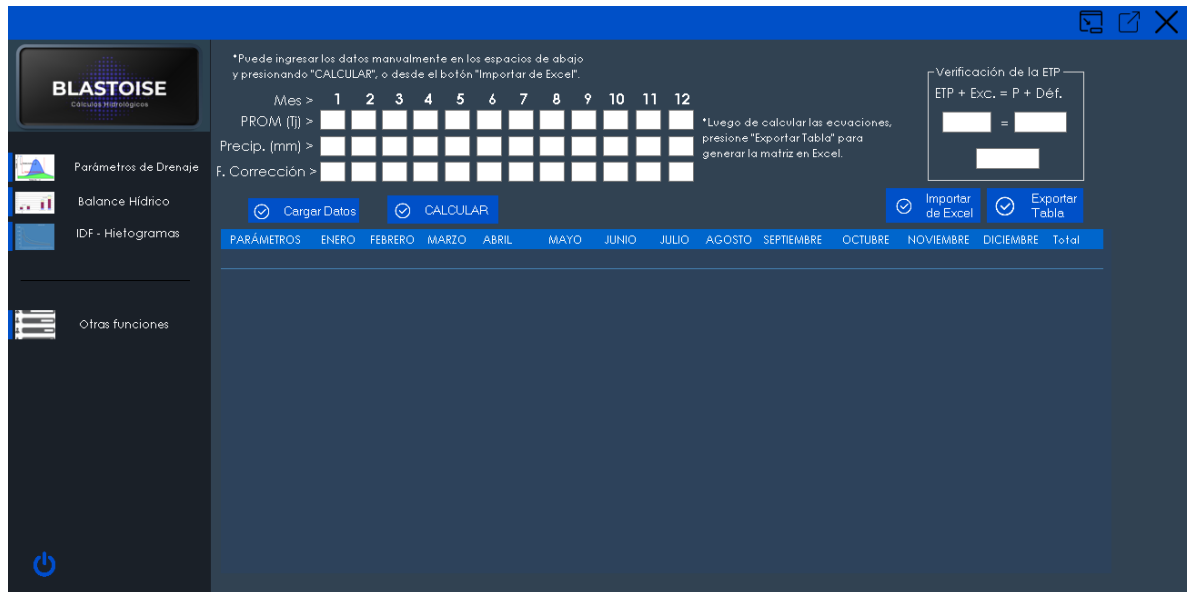 BLASTOISE
Cálculos Hidrológicos
Parámetros de Drenaje
Balance Hídrico
IDF - Hietogramas
Otras funciones
*Puede ingresar los datos manualmente en los espacios de abajo
y presionando "CALCULAR", o desde el botón "Importar de Excel".
Mes > 1 2 3 4 5 6 7 8 9 10 11 12
PROM (Tj) >
Precip. (mm) >
F. Corrección >
*Luego de calcular las ecuaciones,
presione "Exportar Tabla" para
generar la matriz en Excel.
Verificación de la ETP
ETP + Exc. = P + Déf.
=
Cargar Datos
CALCULAR
Importar
de Excel
Exportar
Tabla
PARÁMETROS ENERO FEBRERO MARZO ABRIL MAYO JUNIO JULIO AGOSTO SEPTIEMBRE OCTUBRE NOVIEMBRE DICIEMBRE Total